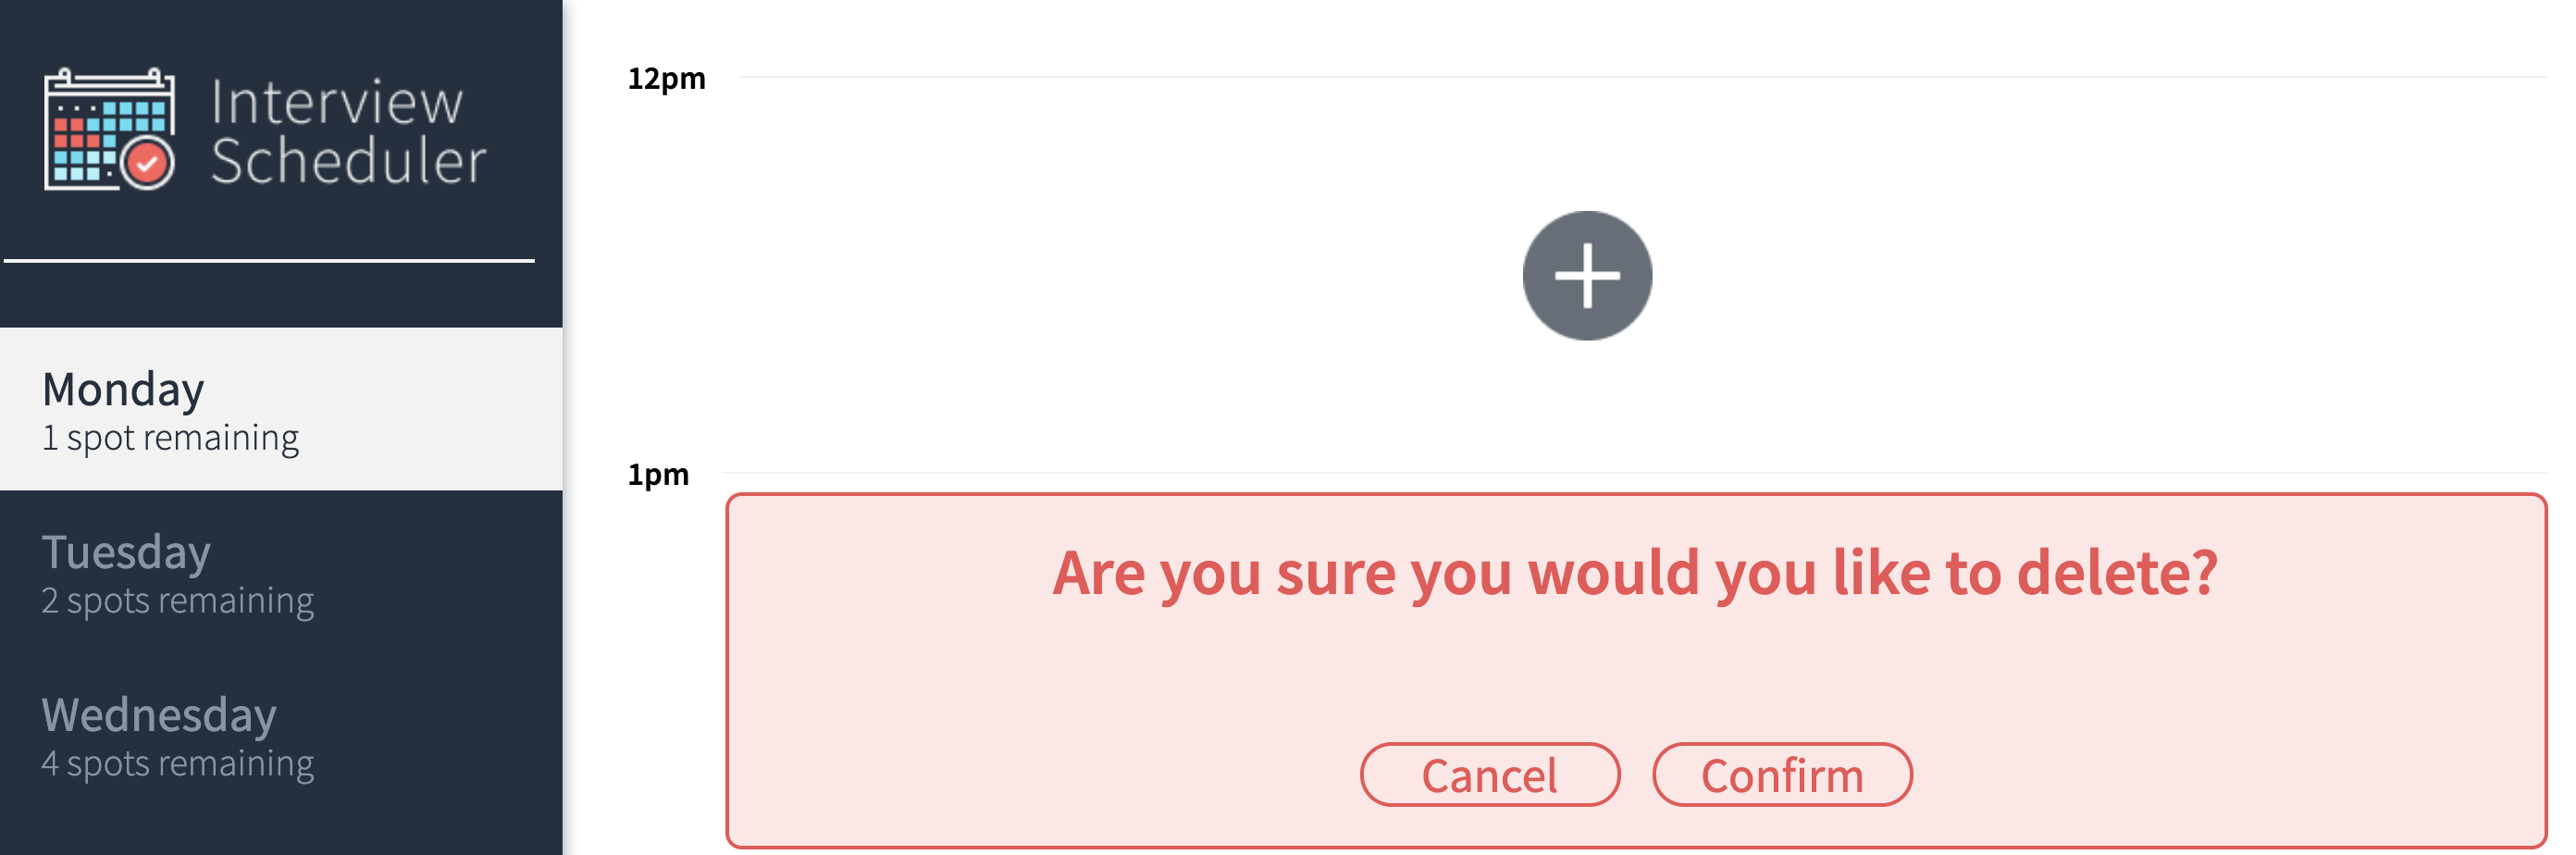 Interview
Scheduler
Monday
1 spot remaining
Tuesday
2 spots remaining
Wednesday
4 spots remaining
12pm
1pm
Are you sure you would you like to delete?
Cancel
Confirm